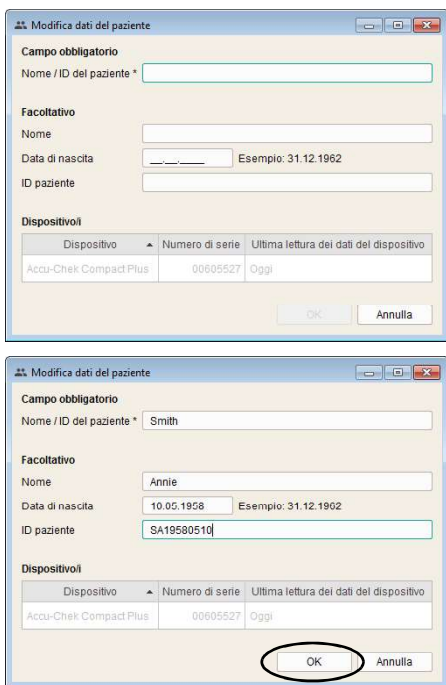 Modifica dati del paziente
Campo obbligatorio
Nome / ID del paziente *
Facoltativo
Nome
Data di nascita __.__.____ Esempio: 31.12.1962
ID paziente
Dispositivo/i
Dispositivo Numero di serie Ultima lettura dei dati del dispositivo
Accu-Chek Compact Plus 00605527 Oggi
OK Annulla
Modifica dati del paziente
Campo obbligatorio
Nome / ID del paziente * Smith
Facoltativo
Nome Annie
Data di nascita 10.05.1958 Esempio: 31.12.1962
ID paziente SA19580510
Dispositivo/i
Dispositivo Numero di serie Ultima lettura dei dati del dispositivo
Accu-Chek Compact Plus 00605527 Oggi
OK Annulla